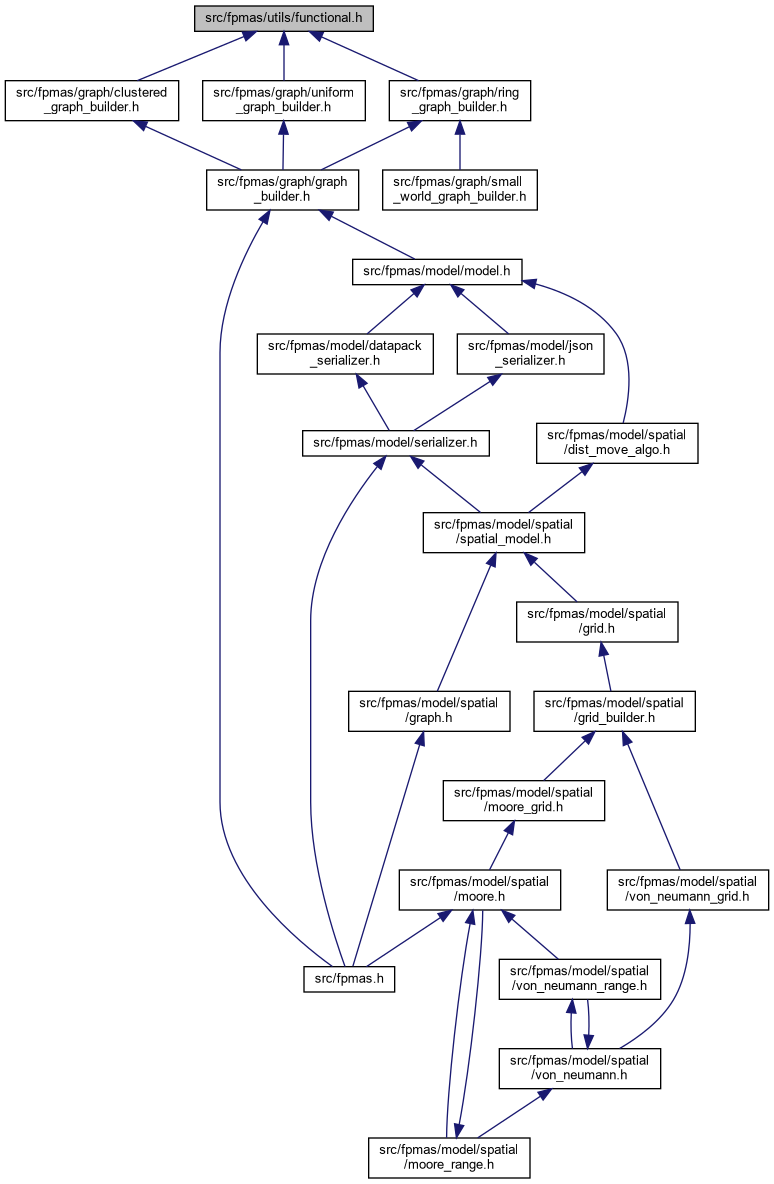 src/fpmas/utils/functional.h
src/fpmas/graph/clustered
_graph_builder.h
src/fpmas/graph/uniform
_graph_builder.h
src/fpmas/graph/ring
_graph_builder.h
src/fpmas/graph/graph
_builder.h
src/fpmas/graph/small
_world_graph_builder.h
src/fpmas/model/model.h
src/fpmas/model/datapack
_serializer.h
src/fpmas/model/json
_serializer.h
src/fpmas/model/serializer.h
src/fpmas/model/spatial
/dist_move_algo.h
src/fpmas/model/spatial
/spatial_model.h
src/fpmas/model/spatial
/grid.h
src/fpmas/model/spatial
/graph.h
src/fpmas/model/spatial
/grid_builder.h
src/fpmas/model/spatial
/moore_grid.h
src/fpmas/model/spatial
/moore.h
src/fpmas/model/spatial
/von_neumann_grid.h
src/fpmas.h
src/fpmas/model/spatial
/von_neumann_range.h
src/fpmas/model/spatial
/von_neumann.h
src/fpmas/model/spatial
/moore_range.h